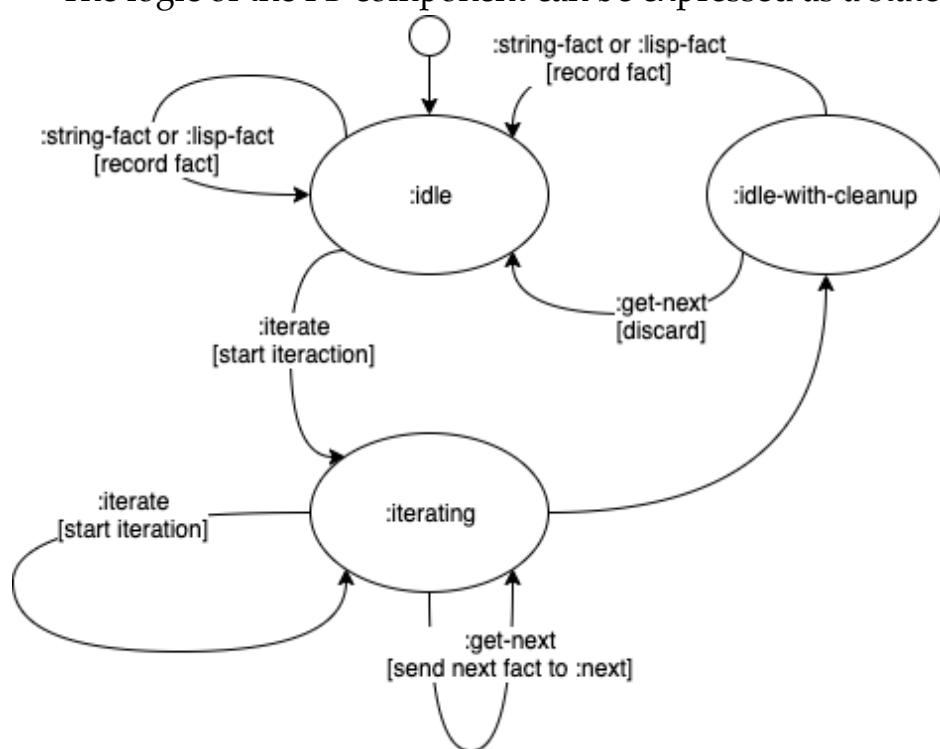 The logic of the FB component can be expressed as a state
:string-fact or :lisp-fact
[record fact]
:string-fact or :lisp-fact
[record fact]
:idle
:idle-with-cleanup
:get-next
[discard]
:iterate
[start iteraction]
:iterate
[start iteration]
:iterating
:get-next
[send next fact to :next]